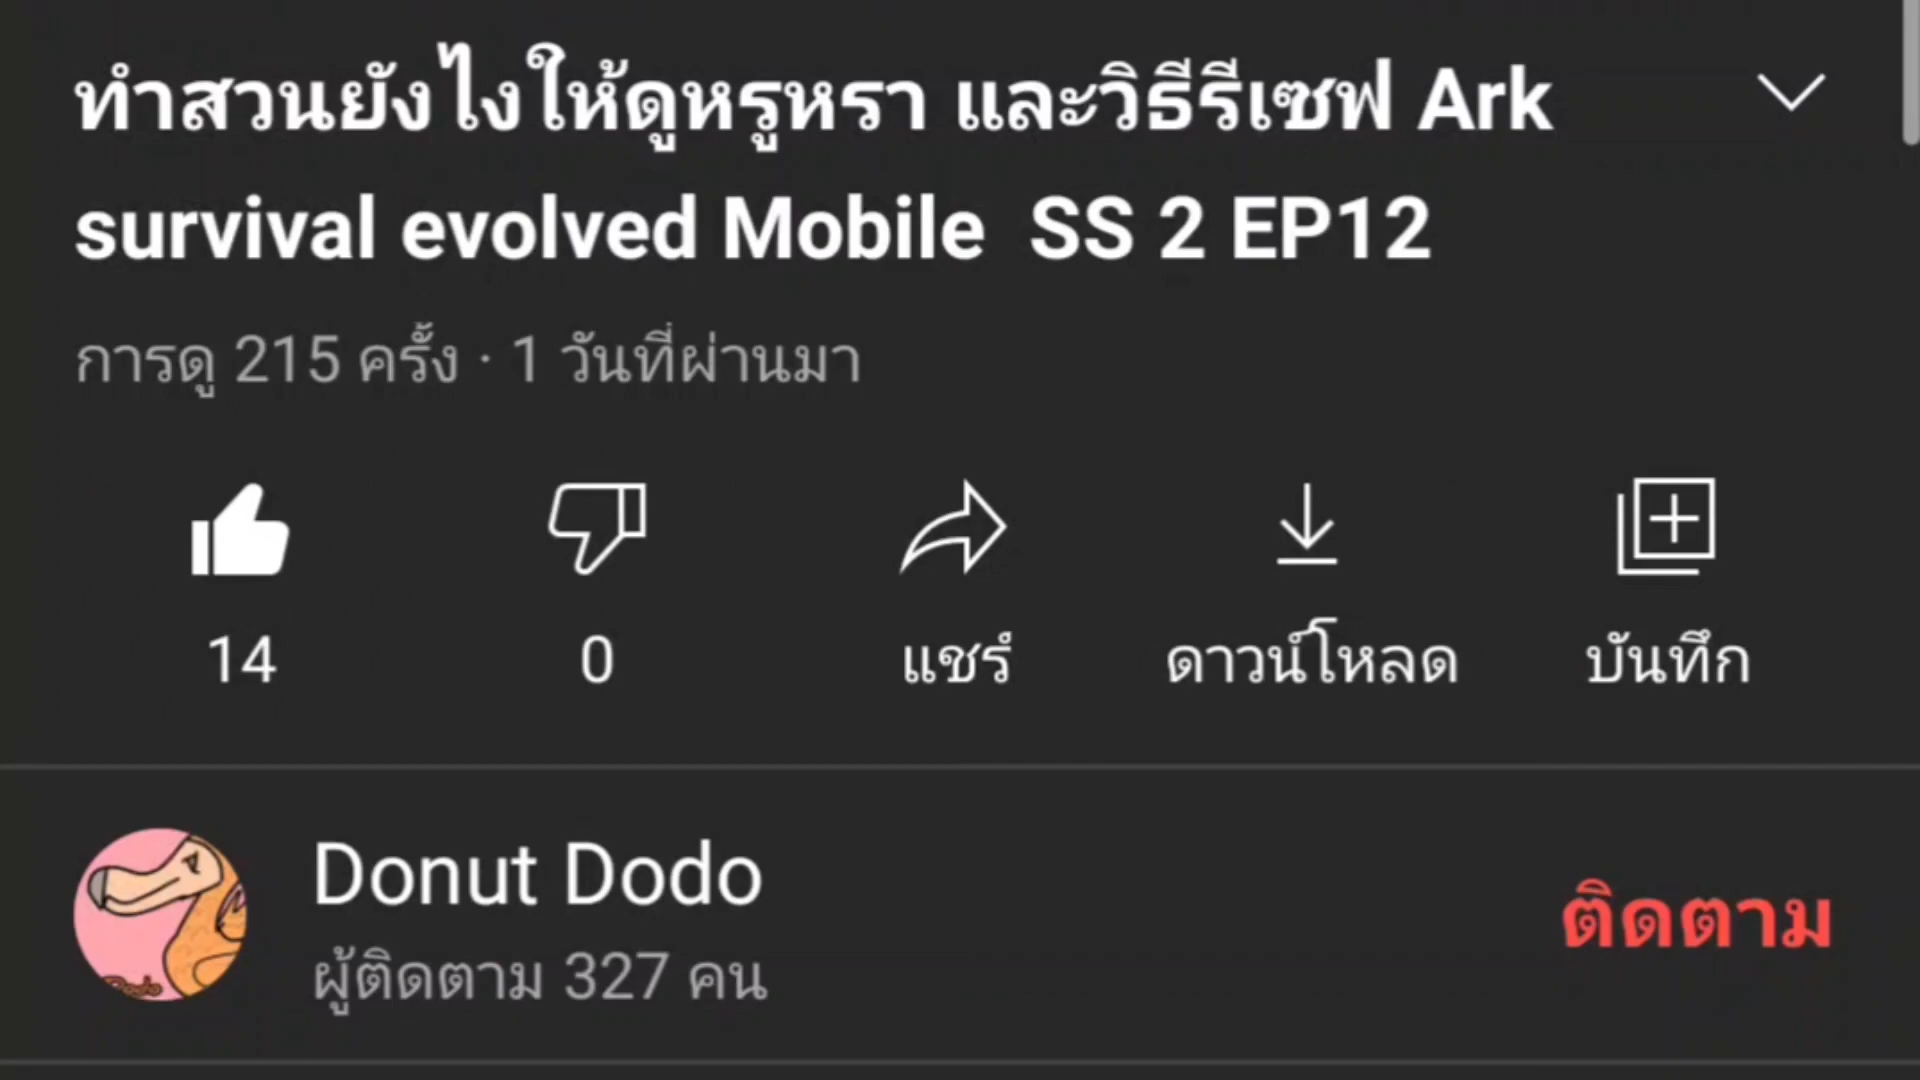 ทำสวนยังไงให้ดูหรูหรา และวิธีรีเซฟ Ark
survival evolved Mobile  SS 2 EP12
การดู 215 ครั้ง · 1 วันที่ผ่านมา
14
0
แชร์
ดาวน์โหลด
บันทึก
Donut Dodo
ติดตาม
ผู้ติดตาม 327 คน